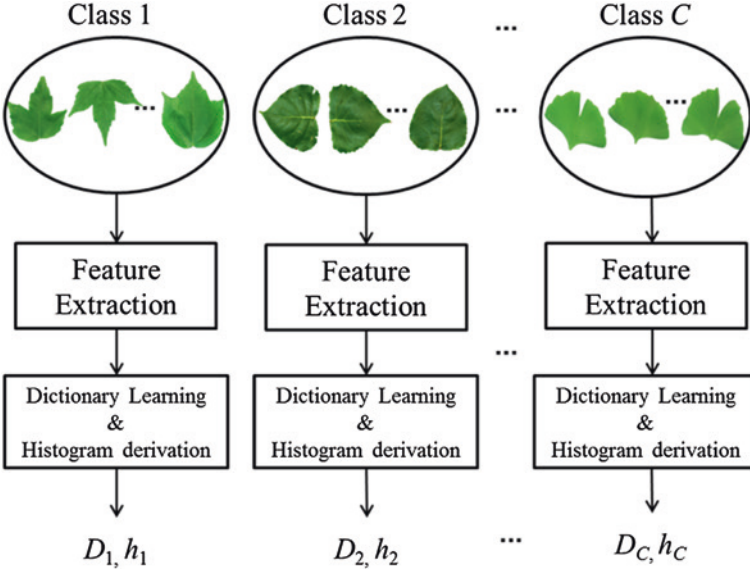 Class 1 Class 2 ... Class C
... ... ... ...
Feature Extraction Feature Extraction Feature Extraction
...
Dictionary Learning Dictionary Learning Dictionary Learning
& & &
Histogram derivation Histogram derivation Histogram derivation
D1, h1 D2, h2 ... DC, hC